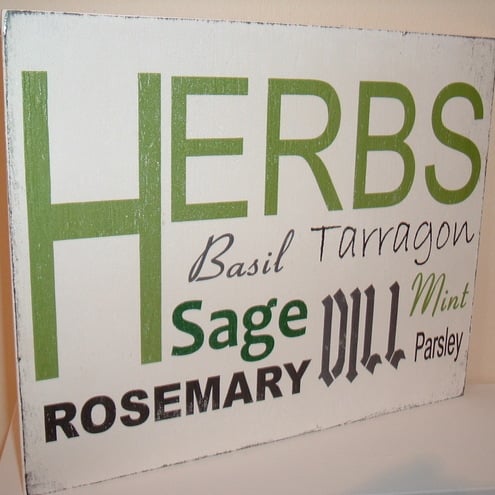 HERBS
Basil Tarragon
Sage DILL Mint
ROSEMARY Parsley